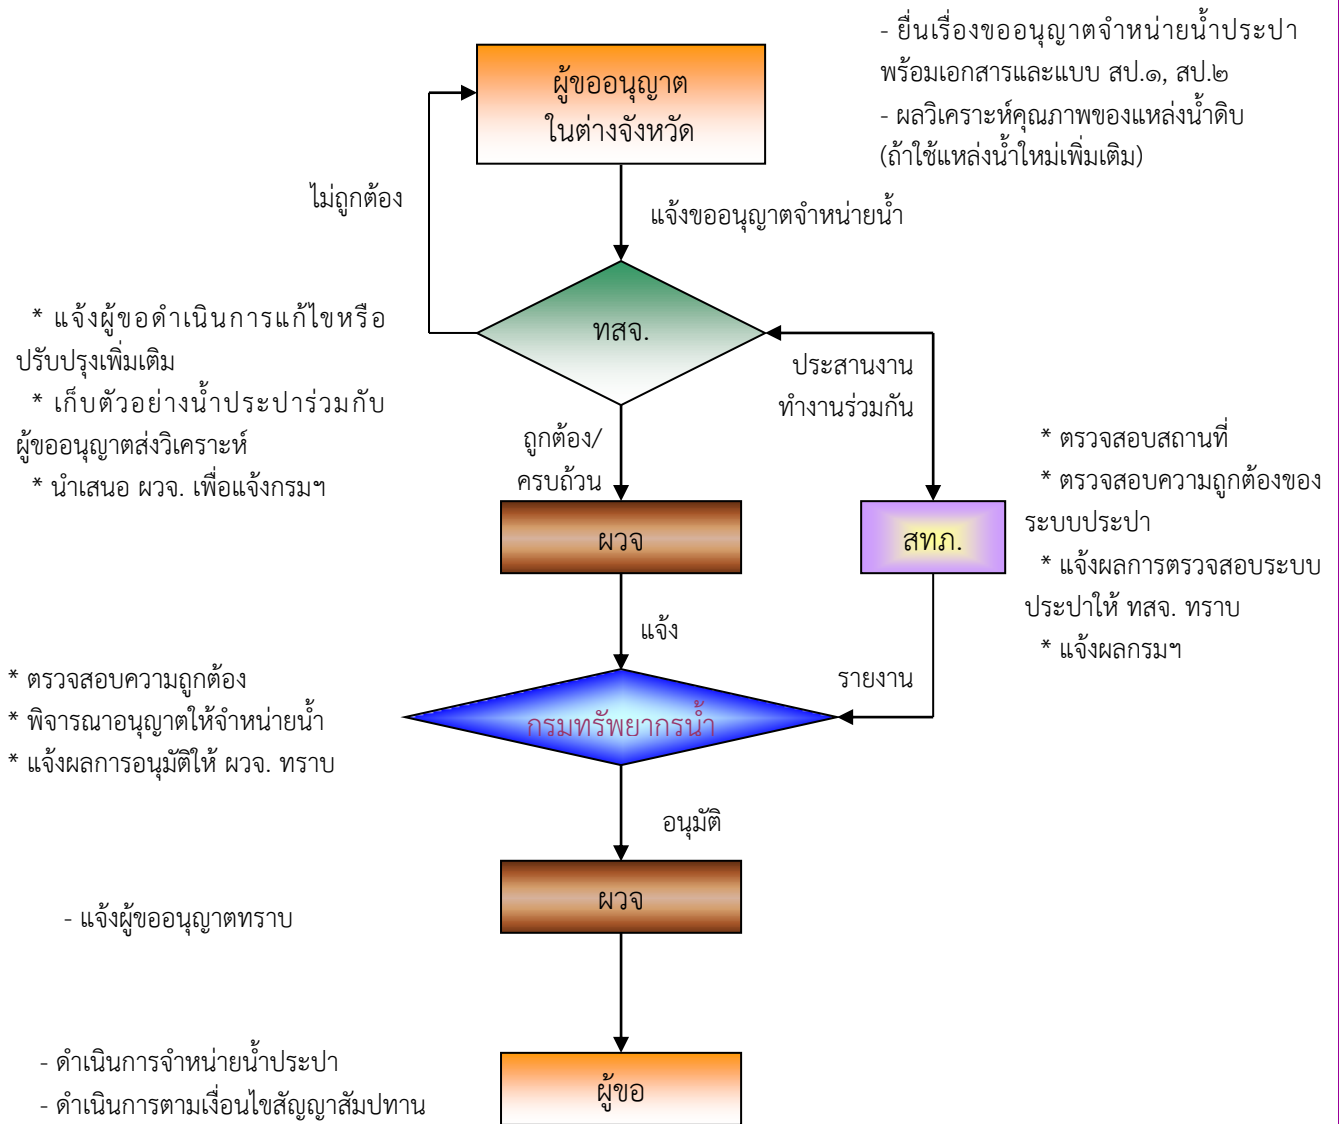 - ยื่นเรื่องขออนุญาตจำหน่ายน้ำประปา
พร้อมเอกสารและแบบ สป.๑, สป.๒
- ผลวิเคราะห์คุณภาพของแหล่งน้ำดิบ
(ถ้าใช้แหล่งน้ำใหม่เพิ่มเติม)
ผู้ขออนุญาต
ในต่างจังหวัด
ไม่ถูกต้อง
แจ้งขออนุญาตจำหน่ายน้ำ
* แจ้งผู้ขอดำเนินการแก้ไขหรือ
ปรับปรุงเพิ่มเติม
* เก็บตัวอย่างน้ำประปาร่วมกับ
ผู้ขออนุญาตส่งวิเคราะห์
* นำเสนอ ผวจ. เพื่อแจ้งกรมฯ
ทสจ.
ประสานงาน
ทำงานร่วมกัน
ถูกต้อง/
ครบถ้วน
* ตรวจสอบสถานที่
* ตรวจสอบความถูกต้องของ
ระบบประปา
* แจ้งผลการตรวจสอบระบบ
ประปาให้ ทสจ. ทราบ
* แจ้งผลกรมฯ
ผวจ
สทภ.
แจ้ง
รายงาน
* ตรวจสอบความถูกต้อง
* พิจารณาอนุญาตให้จำหน่ายน้ำ
* แจ้งผลการอนุมัติให้ ผวจ. ทราบ
กรมทรัพยากรน้ำ
อนุมัติ
ผวจ
- แจ้งผู้ขออนุญาตทราบ
- ดำเนินการจำหน่ายน้ำประปา
- ดำเนินการตามเงื่อนไขสัญญาสัมปทาน
ผู้ขอ